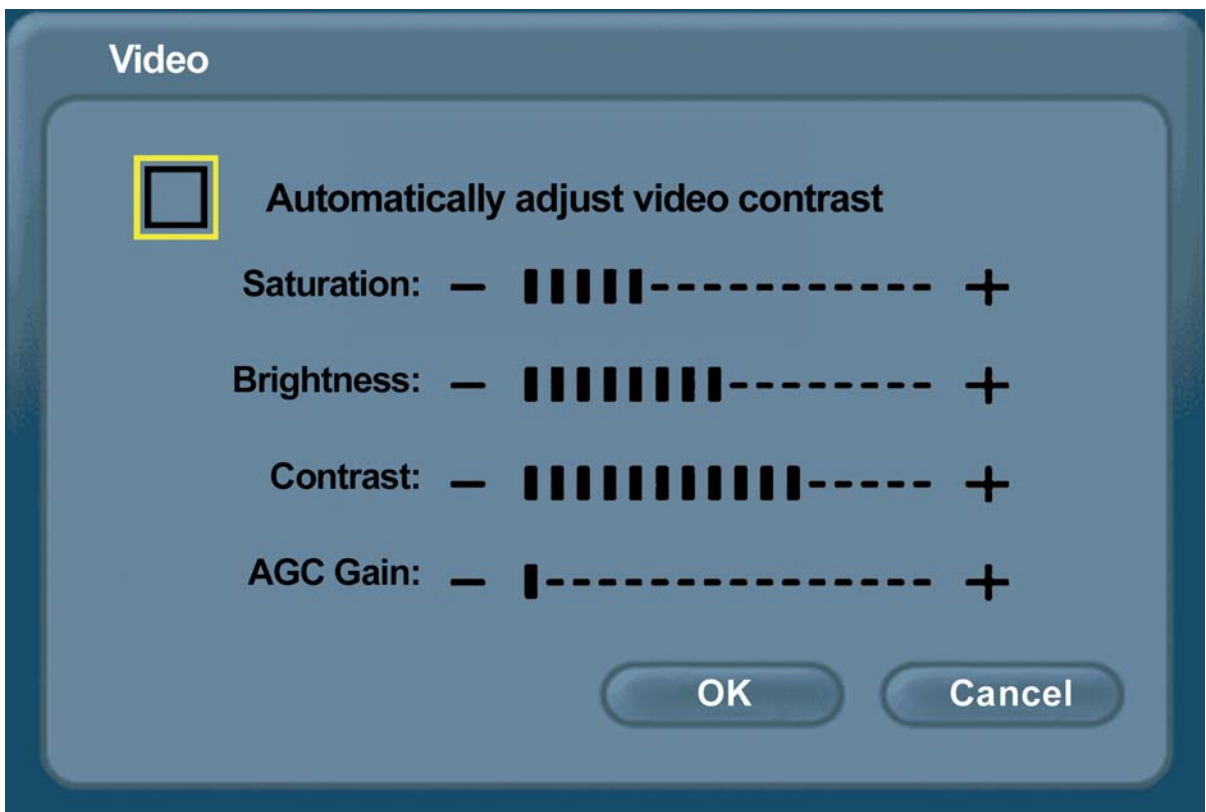 Video
Automatically adjust video contrast
Saturation: − +
Brightness: − +
Contrast: − +
AGC Gain: − +
OK Cancel